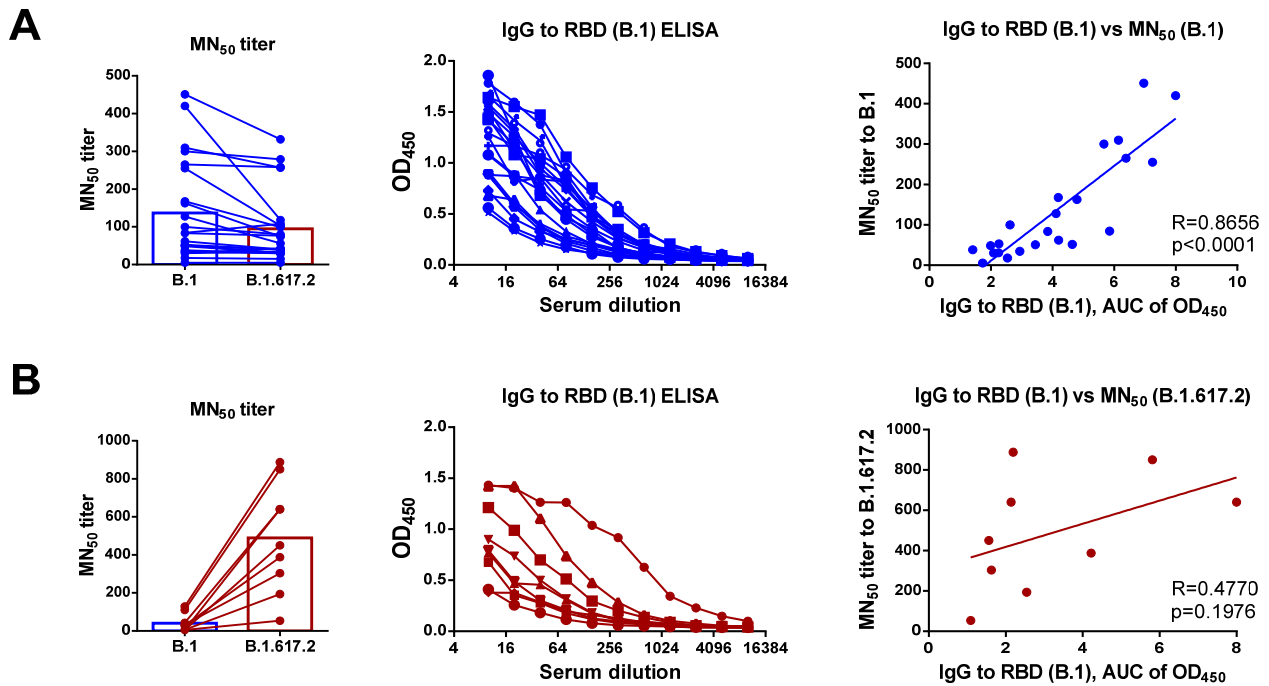 A
MN50 titer
MN50 titer
500
400
300
200
100
0
B.1
B.1.617.2
IgG to RBD (B.1) ELISA
OD450
2.0
1.5
1.0
0.5
0.0
4 16 64 256 1024 4096 16384
Serum dilution
IgG to RBD (B.1) vs MN50 (B.1)
MN50 titer to B.1
500
400
300
200
100
0
R=0.8656
p<0.0001
0 2 4 6 8 10
IgG to RBD (B.1), AUC of OD450
B
MN50 titer
MN50 titer
1000
800
600
400
200
0
B.1
B.1.617.2
IgG to RBD (B.1) ELISA
OD450
2.0
1.5
1.0
0.5
0.0
4 16 64 256 1024 4096 16384
Serum dilution
IgG to RBD (B.1) vs MN50 (B.1.617.2)
MN50 titer to B.1.617.2
1000
800
600
400
200
0
R=0.4770
p=0.1976
0 2 4 6 8
IgG to RBD (B.1), AUC of OD450